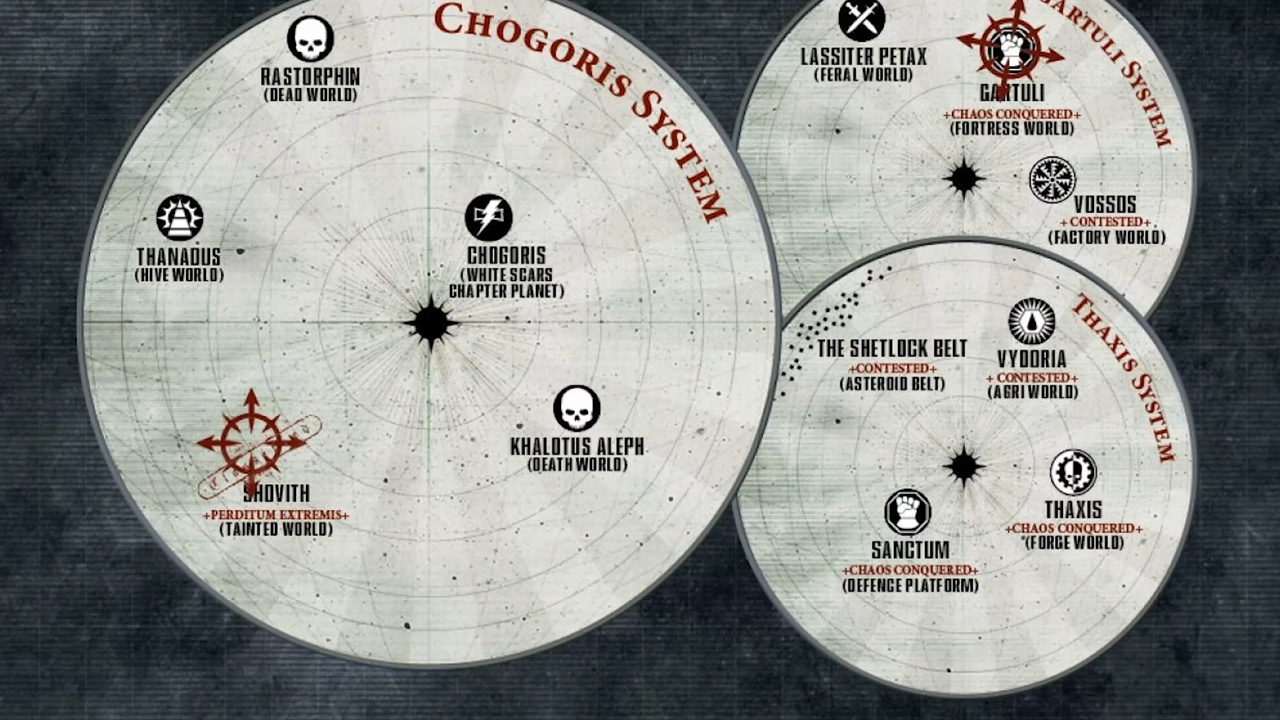 CHOGORIS SYSTEM
RASTORPHIN
(DEAD WORLD)
THANADUS
(HIVE WORLD)
CHOGORIS
(WHITE SCARS
CHAPTER PLANET)
KHALOTUS ALEPH
(DEATH WORLD)
SHOVITH
+PERDITUM EXTREMIS+
(TAINTED WORLD)
GARTULI SYSTEM
LASSITER PETAX
(FERAL WORLD)
GARTULI
+CHAOS CONQUERED+
(FORTRESS WORLD)
VOSSOS
+ CONTESTED+
(FACTORY WORLD)
THAXIS SYSTEM
THE SHETLOCK BELT
+CONTESTED+
(ASTEROID BELT)
VYDORIA
+ CONTESTED+
(AGRI WORLD)
THAXIS
+CHAOS CONQUERED+
(FORGE WORLD)
SANCTUM
+CHAOS CONQUERED+
(DEFENCE PLATFORM)